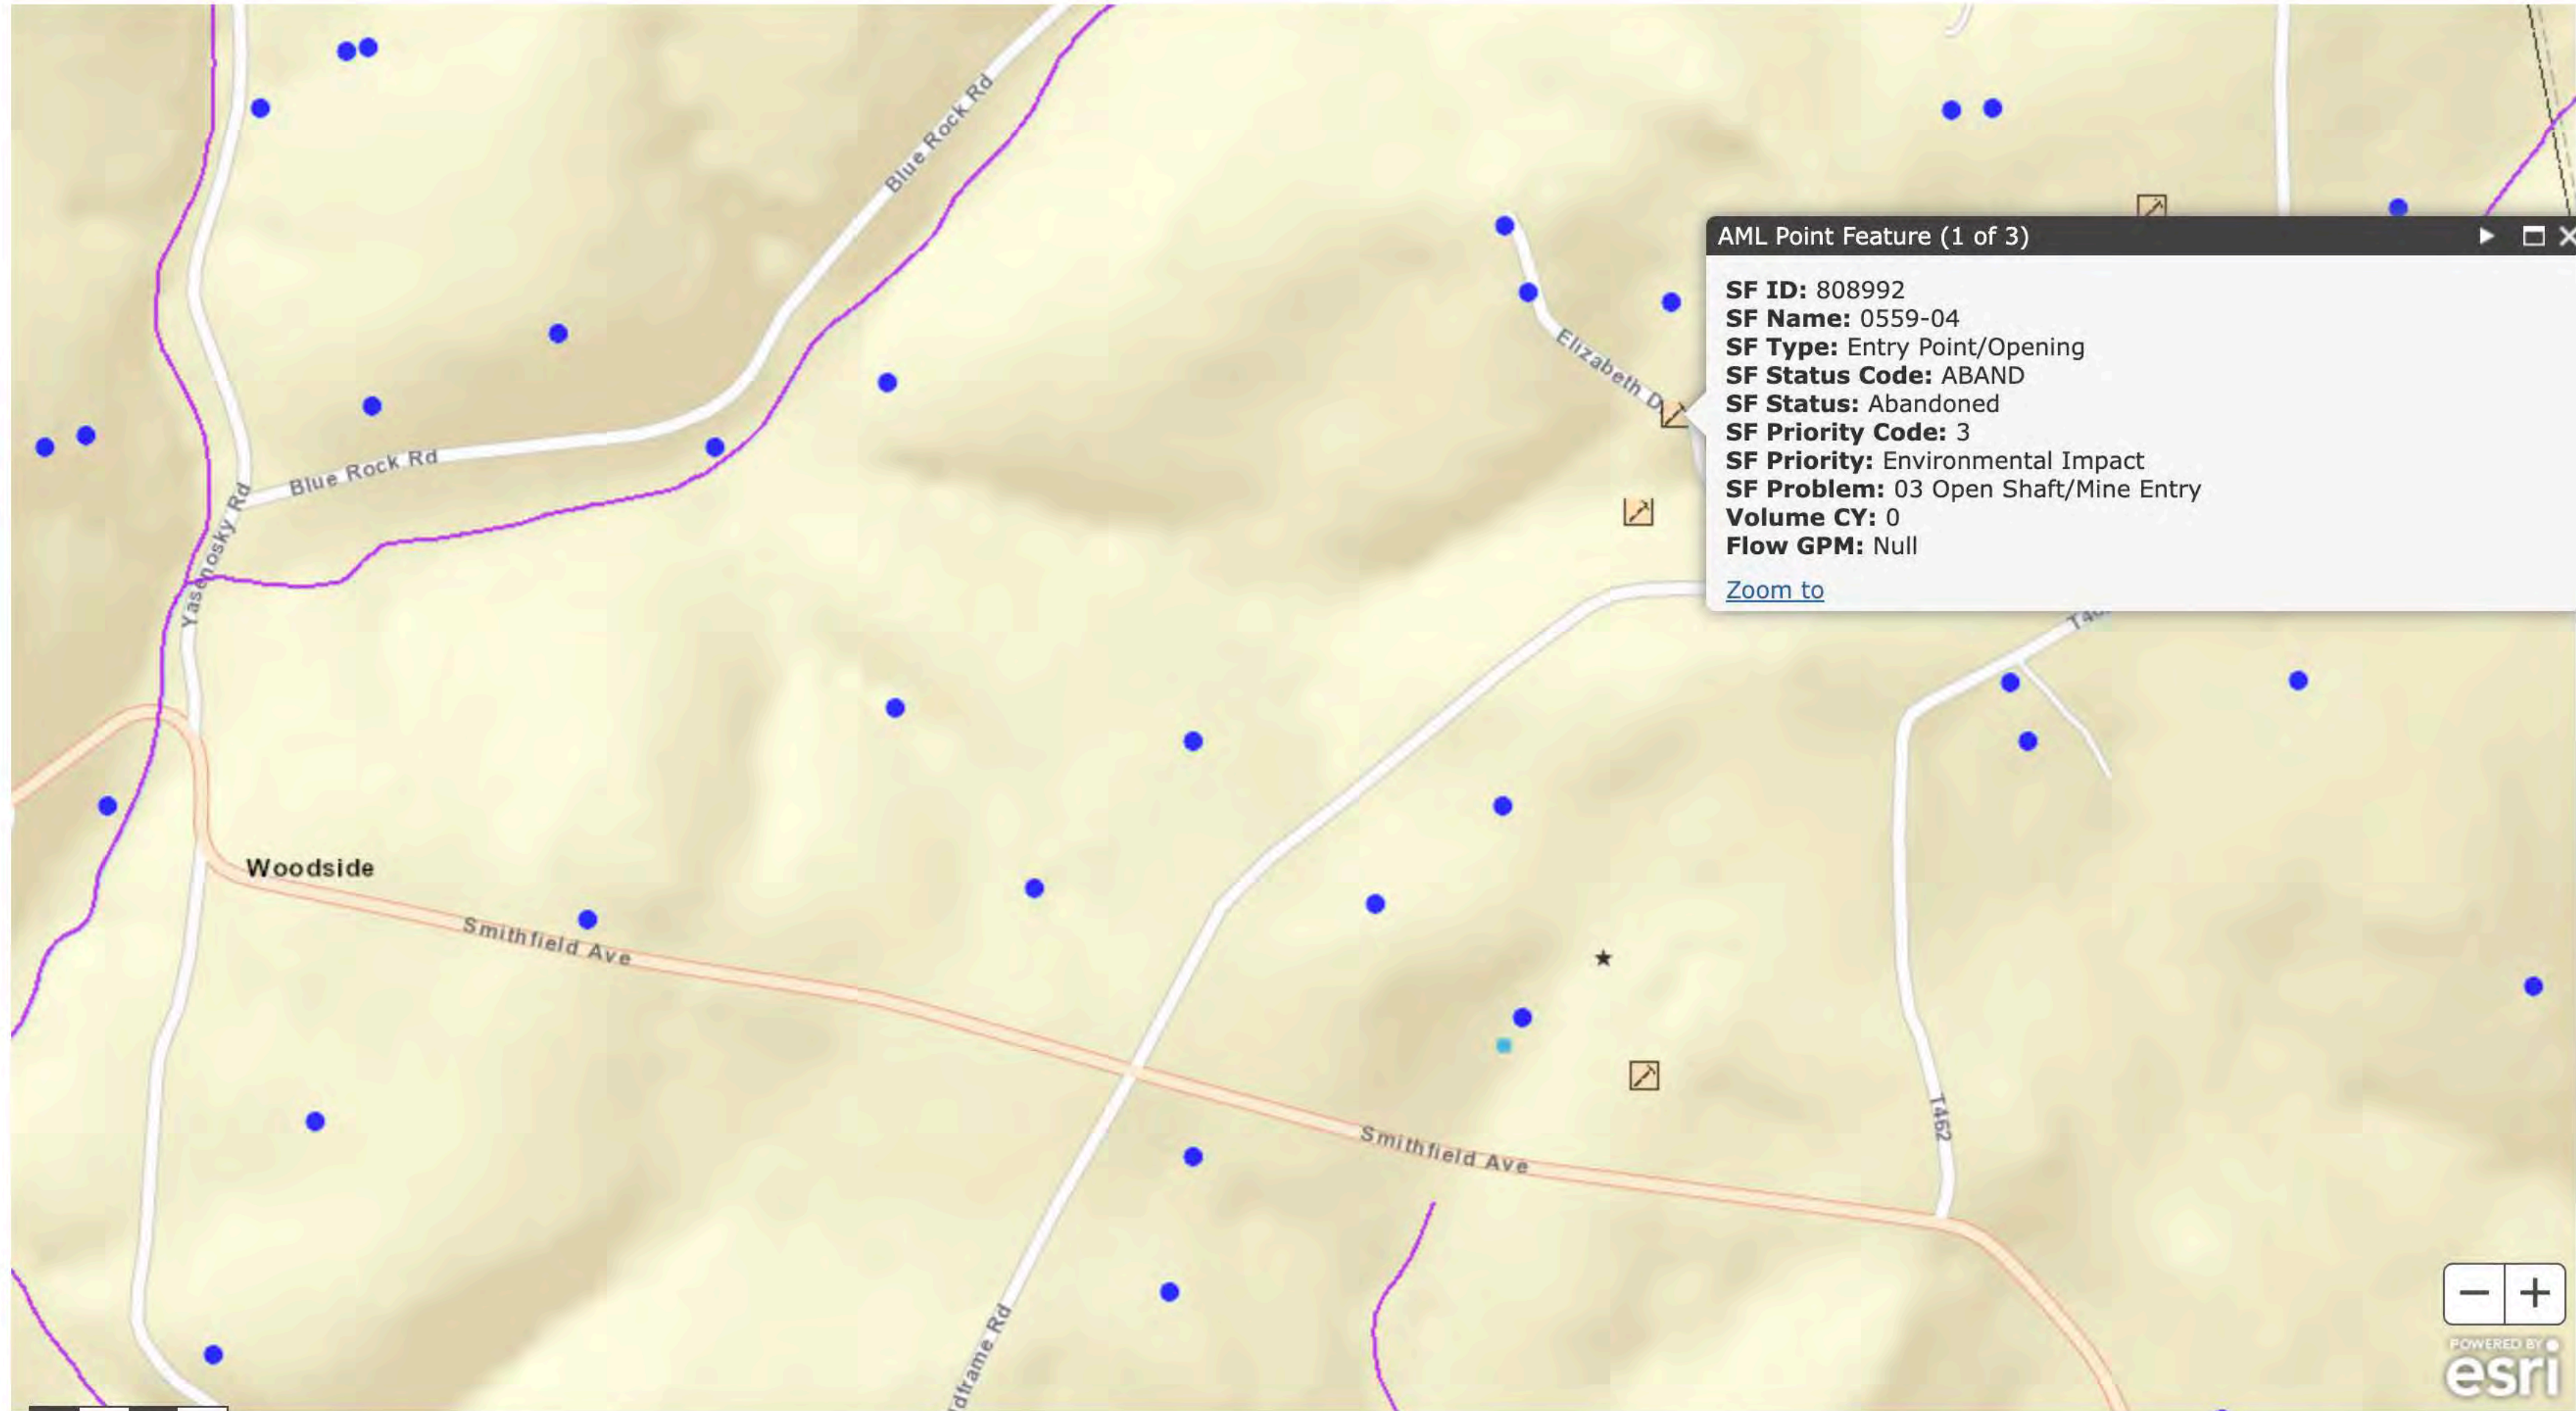 Blue Rock Rd
AML Point Feature (1 of 3)
SF ID: 808992
SF Name: 0559-04
SF Type: Entry Point/Opening
SF Status Code: ABAND
SF Status: Abandoned
SF Priority Code: 3
SF Priority: Environmental Impact
SF Problem: 03 Open Shaft/Mine Entry
Volume CY: 0
Flow GPM: Null
Zoom to
Elizabeth D
Blue Rock Rd
Yasenosky Rd
Woodside
Smithfield Ave
Smithfield Ave
T462
dframe Rd
POWERED BY
esri